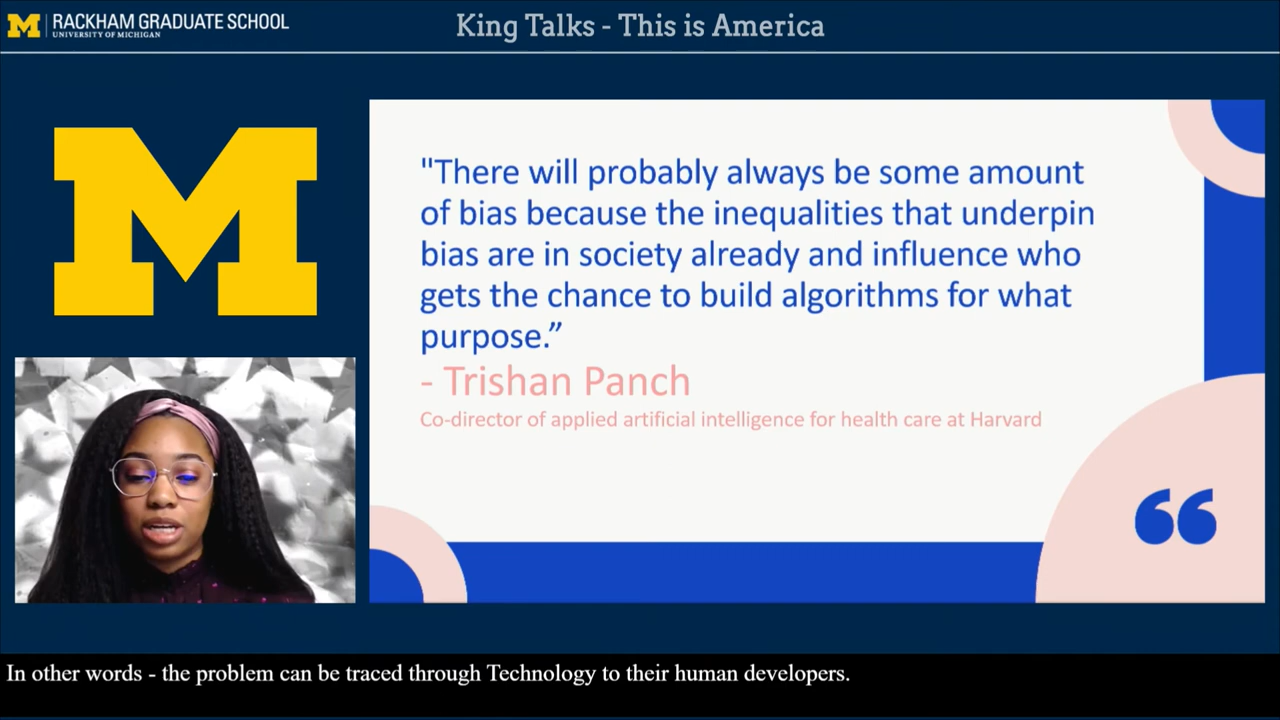 RACKHAM GRADUATE SCHOOL
UNIVERSITY OF MICHIGAN
King Talks - This is America
"There will probably always be some amount
of bias because the inequalities that underpin
bias are in society already and influence who
gets the chance to build algorithms for what
purpose.”
- Trishan Panch
Co-director of applied artificial intelligence for health care at Harvard
In other words - the problem can be traced through Technology to their human developers.